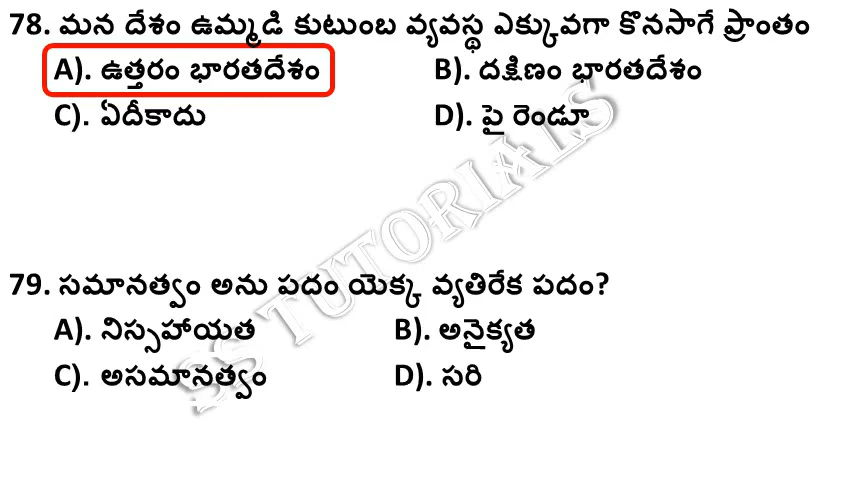 78. మన దేశం ఉమ్మడి కుటుంబ వ్యవస్థ ఎక్కువగా కొనసాగే ప్రాంతం
A). ఉత్తరం భారతదేశం B). దక్షిణం భారతదేశం
C). ఏదీకాదు D). పై రెండూ
SS TUTORIALS
79. సమానత్వం అను పదం యెక్క వ్యతిరేక పదం?
A). నిస్సహాయత B). అనైక్యత
C). అసమానత్వం D). సరి